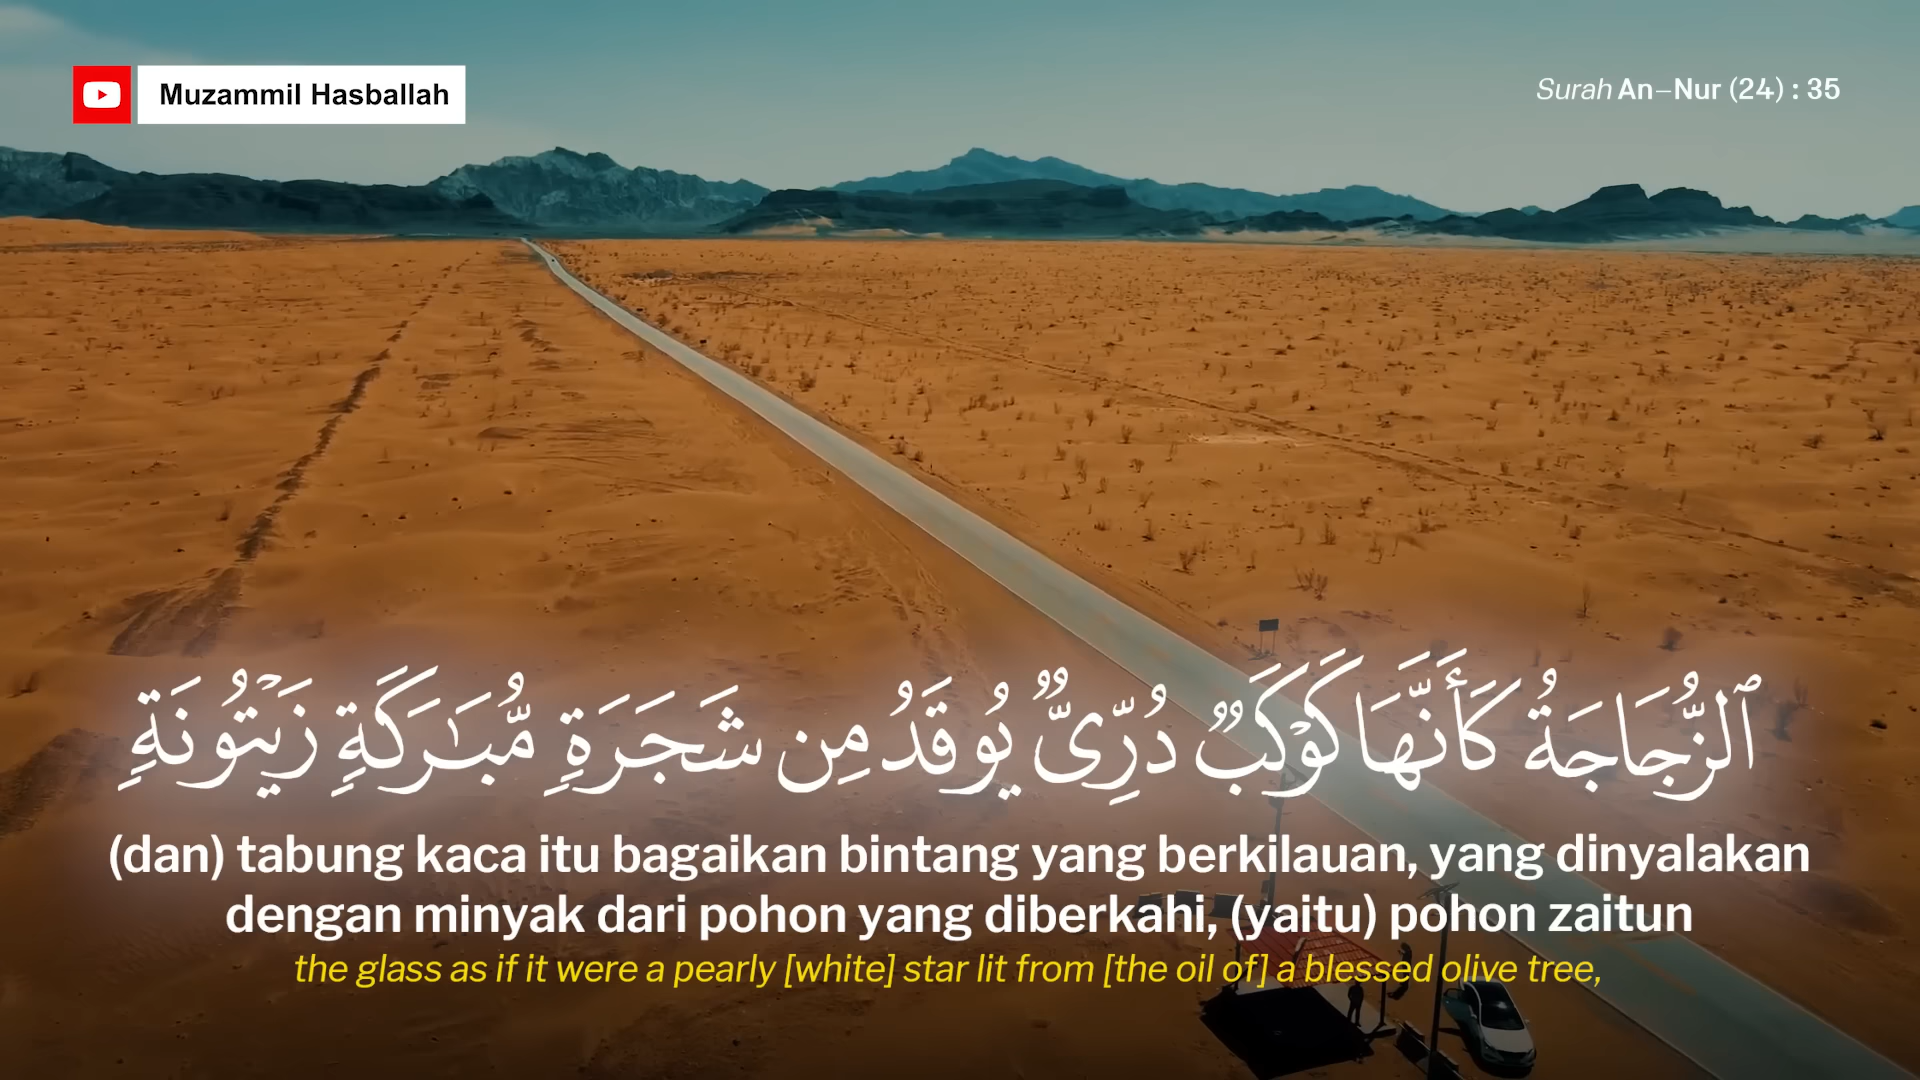 Muzammil Hasballah
Surah An–Nur (24) : 35
ٱلزُّجَاجَةُ كَأَنَّهَا كَوْكَبٌ دُرِّىٌّ يُوقَدُ مِن شَجَرَةٍ مُّبَـٰرَكَةٍ زَيْتُونَةٍ
(dan) tabung kaca itu bagaikan bintang yang berkilauan, yang dinyalakan
dengan minyak dari pohon yang diberkahi, (yaitu) pohon zaitun
the glass as if it were a pearly [white] star lit from [the oil of] a blessed olive tree,